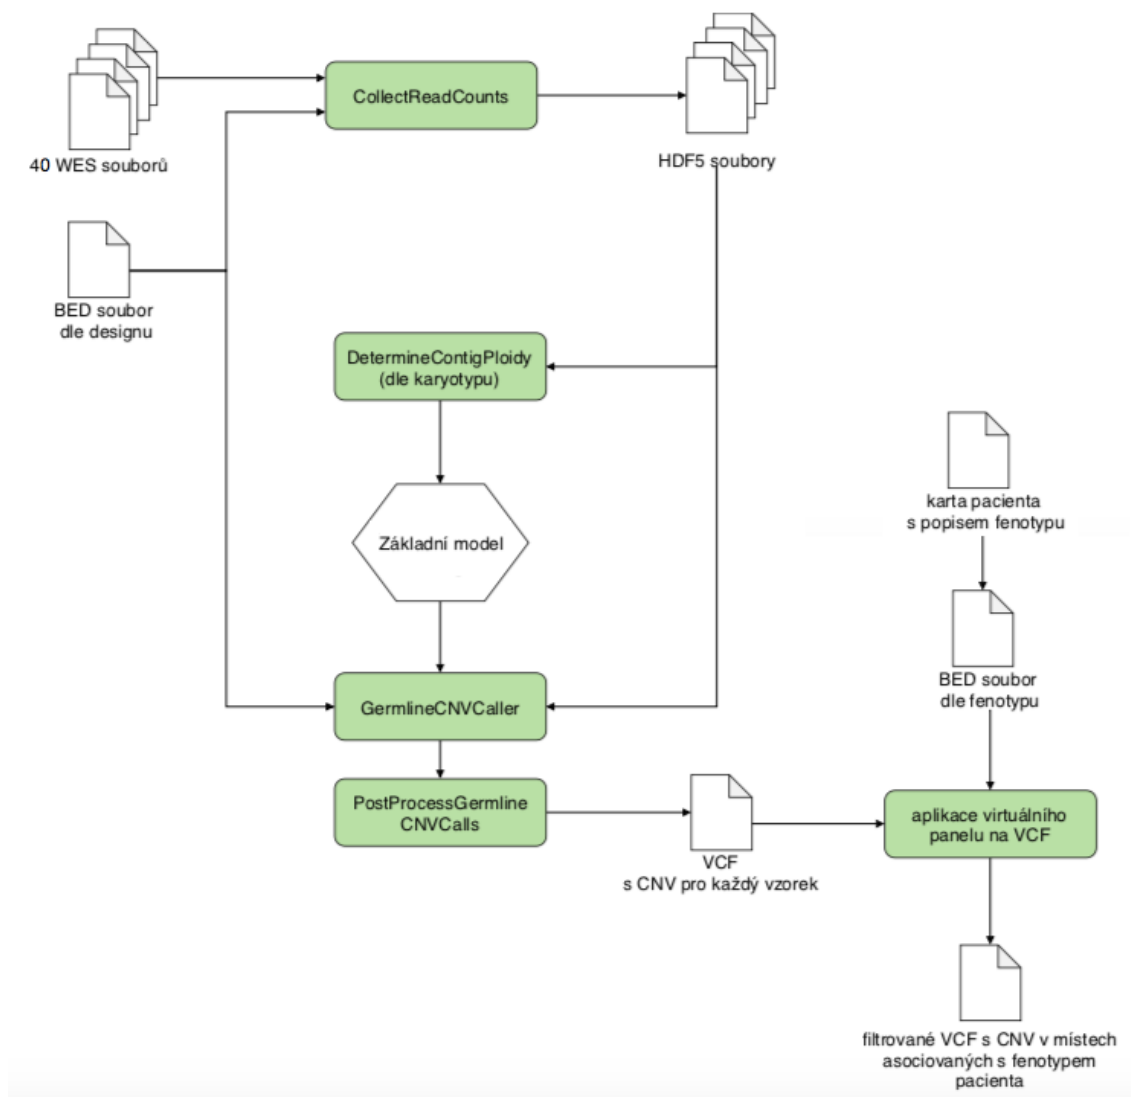 CollectReadCounts
40 WES souborů
HDF5 soubory
BED soubor
dle designu
DetermineContigPloidy
(dle karyotypu)
karta pacienta
s popisem fenotypu
Základní model
BED soubor
dle fenotypu
GermlineCNVCaller
PostProcessGermline
CNVCalls
aplikace virtuálního
panelu na VCF
VCF
s CNV pro každý vzorek
filtrované VCF s CNV v místech
asociovaných s fenotypem
pacienta